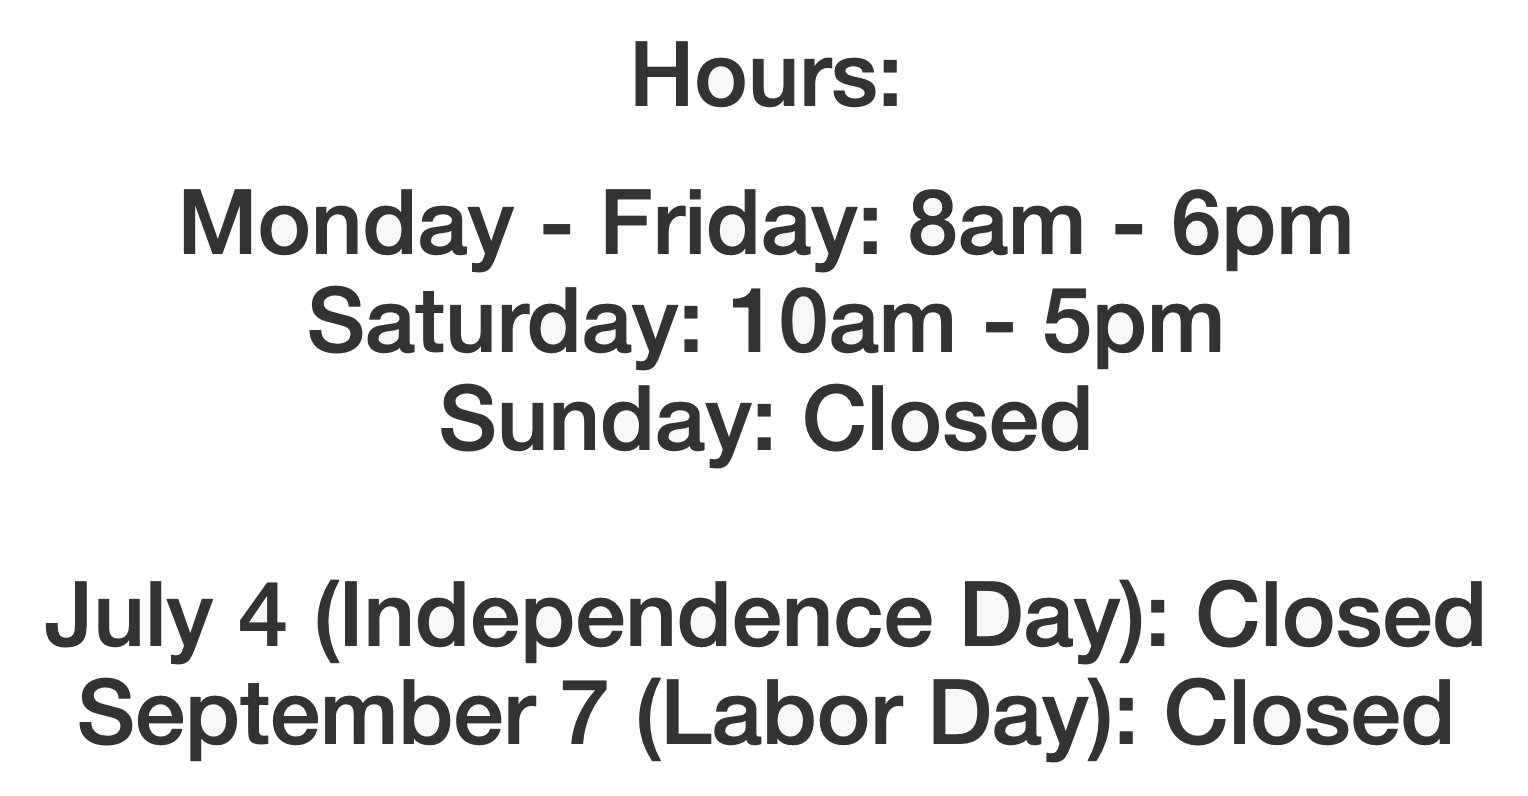 Hours:
Monday - Friday: 8am - 6pm
Saturday: 10am - 5pm
Sunday: Closed
July 4 (Independence Day): Closed
September 7 (Labor Day): Closed